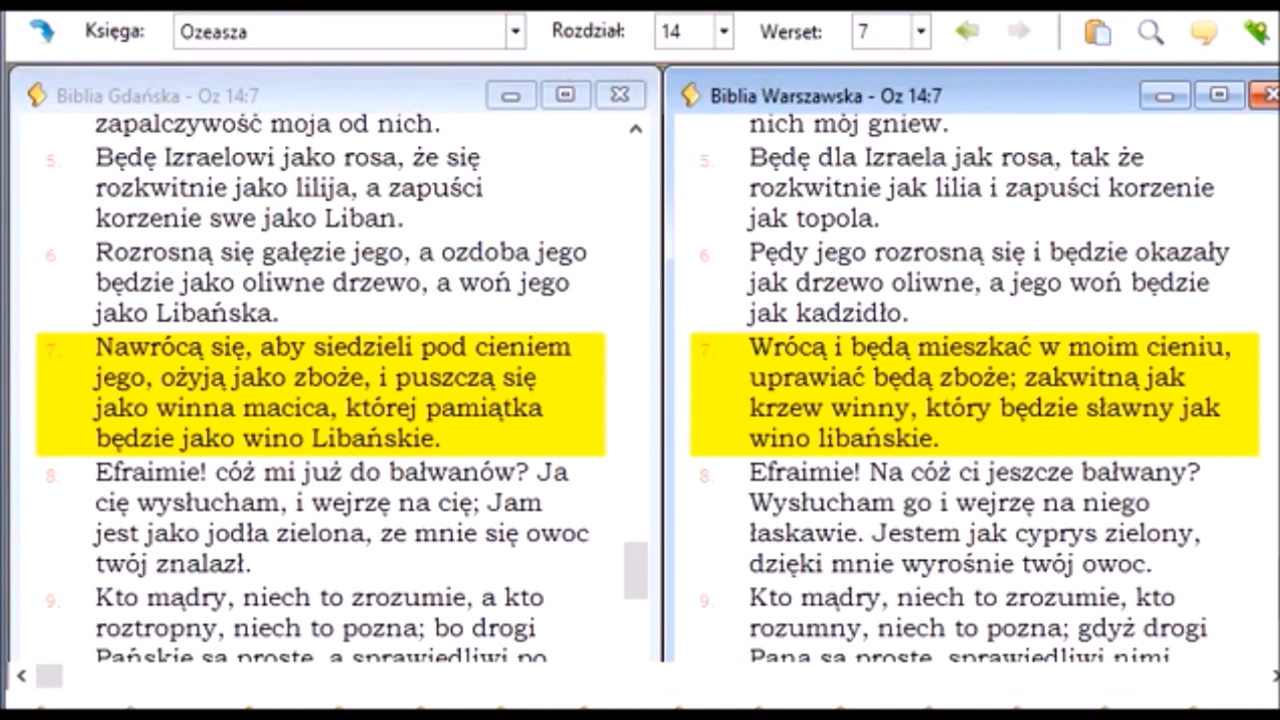 Księga: Ozeasza Rozdział: 14 Werset: 7
Biblia Gdańska - Oz 14:7
zapalczywość moja od nich.
5. Będę Izraelowi jako rosa, że się
rozkwitnie jako lilija, a zapuści
korzenie swe jako Liban.
6. Rozrosną się gałęzie jego, a ozdoba jego
będzie jako oliwne drzewo, a woń jego
jako Libańska.
7. Nawrócą się, aby siedzieli pod cieniem
jego, ożyją jako zboże, i puszczą się
jako winna macica, której pamiątka
będzie jako wino Libańskie.
8. Efraimie! cóż mi już do bałwanów? Ja
cię wysłucham, i wejrzę na cię; Jam
jest jako jodła zielona, ze mnie się owoc
twój znalazł.
9. Kto mądry, niech to zrozumie, a kto
roztropny, niech to pozna; bo drogi
Pańskie są proste, a sprawiedliwi po
Biblia Warszawska - Oz 14:7
nich mój gniew.
5. Będę dla Izraela jak rosa, tak że
rozkwitnie jak lilia i zapuści korzenie
jak topola.
6. Pędy jego rozrosną się i będzie okazały
jak drzewo oliwne, a jego woń będzie
jak kadzidło.
7. Wrócą i będą mieszkać w moim cieniu,
uprawiać będą zboże; zakwitną jak
krzew winny, który będzie sławny jak
wino libańskie.
8. Efraimie! Na cóż ci jeszcze bałwany?
Wysłucham go i wejrzę na niego
łaskawie. Jestem jak cyprys zielony,
dzięki mnie wyrośnie twój owoc.
9. Kto mądry, niech to zrozumie, kto
rozumny, niech to pozna; gdyż drogi
Pana są proste, sprawiedliwi nimi